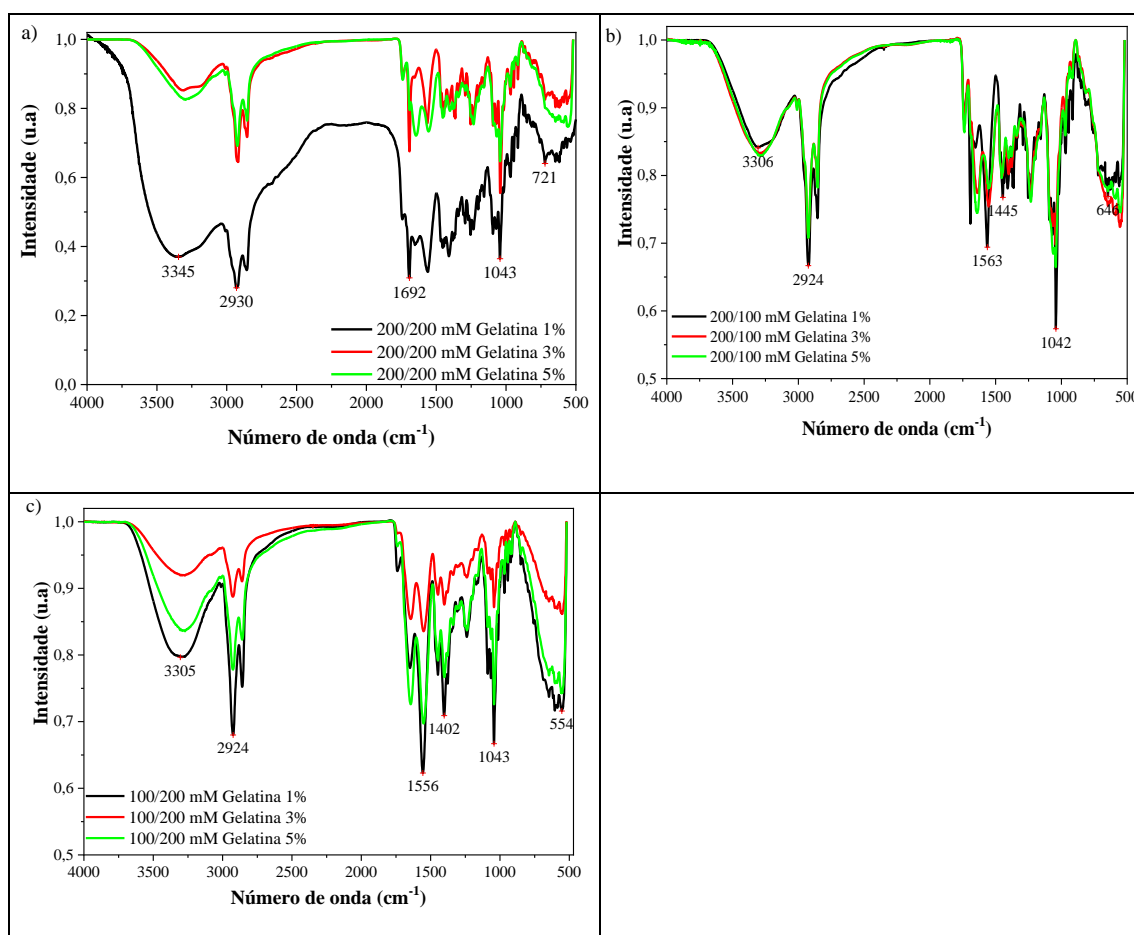 a)
Intensidade (u.a)
1,0
0,8
0,6
0,4
0,2
0,0
3345
2930
1692
1043
721
200/200 mM Gelatina 1%
200/200 mM Gelatina 3%
200/200 mM Gelatina 5%
4000 3500 3000 2500 2000 1500 1000 500
Número de onda (cm-1)
b)
Intensidade (u.a)
1,0
0,9
0,8
0,7
0,6
0,5
3306
2924
1563
1445
1042
646
200/100 mM Gelatina 1%
200/100 mM Gelatina 3%
200/100 mM Gelatina 5%
4000 3500 3000 2500 2000 1500 1000 500
Número de onda (cm-1)
c)
Intensidade (u.a)
1,0
0,9
0,8
0,7
0,6
0,5
3305
2924
1556
1402
1043
554
100/200 mM Gelatina 1%
100/200 mM Gelatina 3%
100/200 mM Gelatina 5%
4000 3500 3000 2500 2000 1500 1000 500
Número de onda (cm-1)